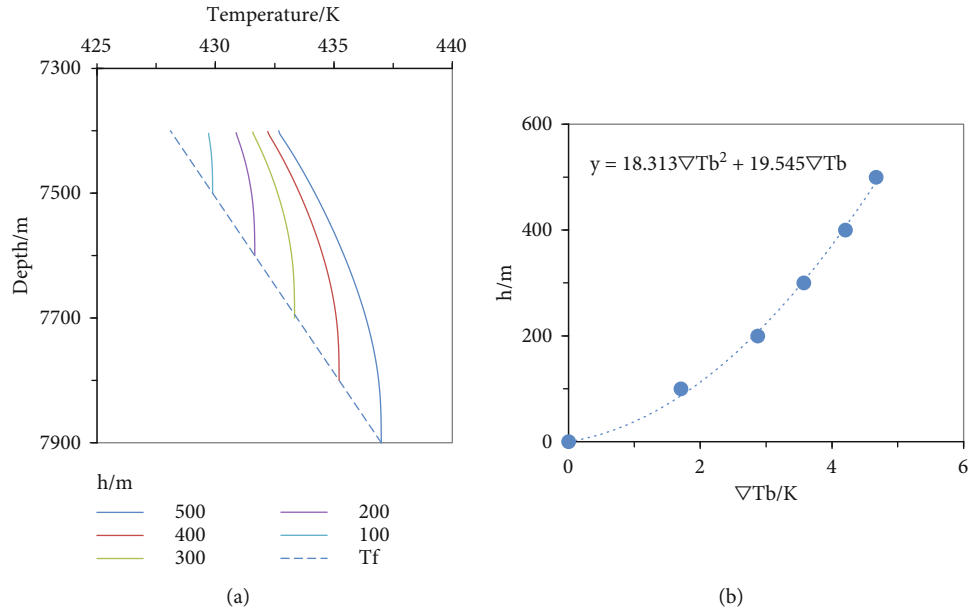 Temperature/K
425 430 435 440
7300
7500
7700
7900
Depth/m
h/m
500 200
400 100
300 Tf
(a)
600
400
200
0
h/m
y = 18.313▽Tb² + 19.545▽Tb
0 2 4 6
▽Tb/K
(b)